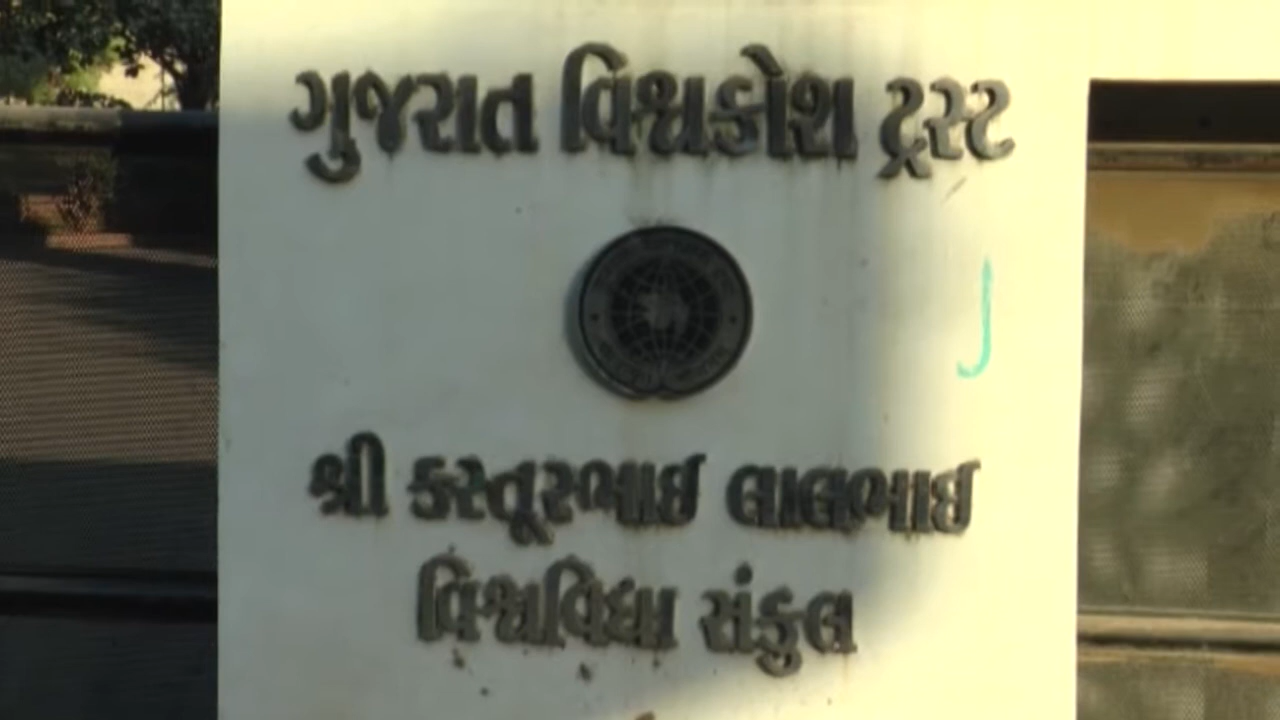 ગુજરાત વિશ્વકોશ ટ્રસ્ટ
શ્રી કસ્તૂરભાઈ લાલભાઈ
વિશ્વવિદ્યા સંકુલ